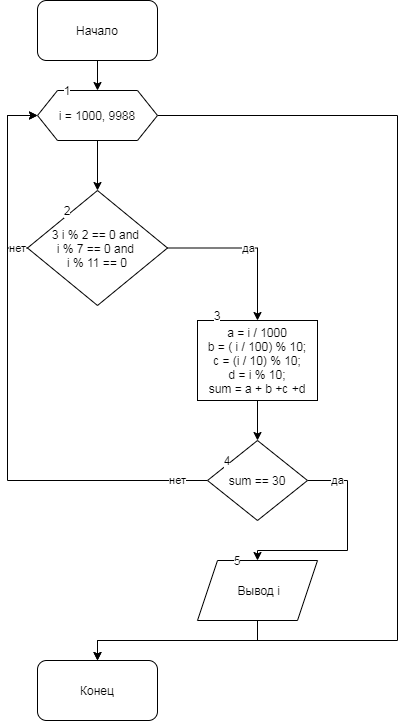 Начало
1
i = 1000, 9988
2
3 i % 2 == 0 and
i % 7 == 0 and
i % 11 == 0
нет
да
3
a = i / 1000
b = ( i / 100) % 10;
c = (i / 10) % 10;
d = i % 10;
sum = a + b +c +d
4
sum == 30
нет
да
5
Вывод i
Конец